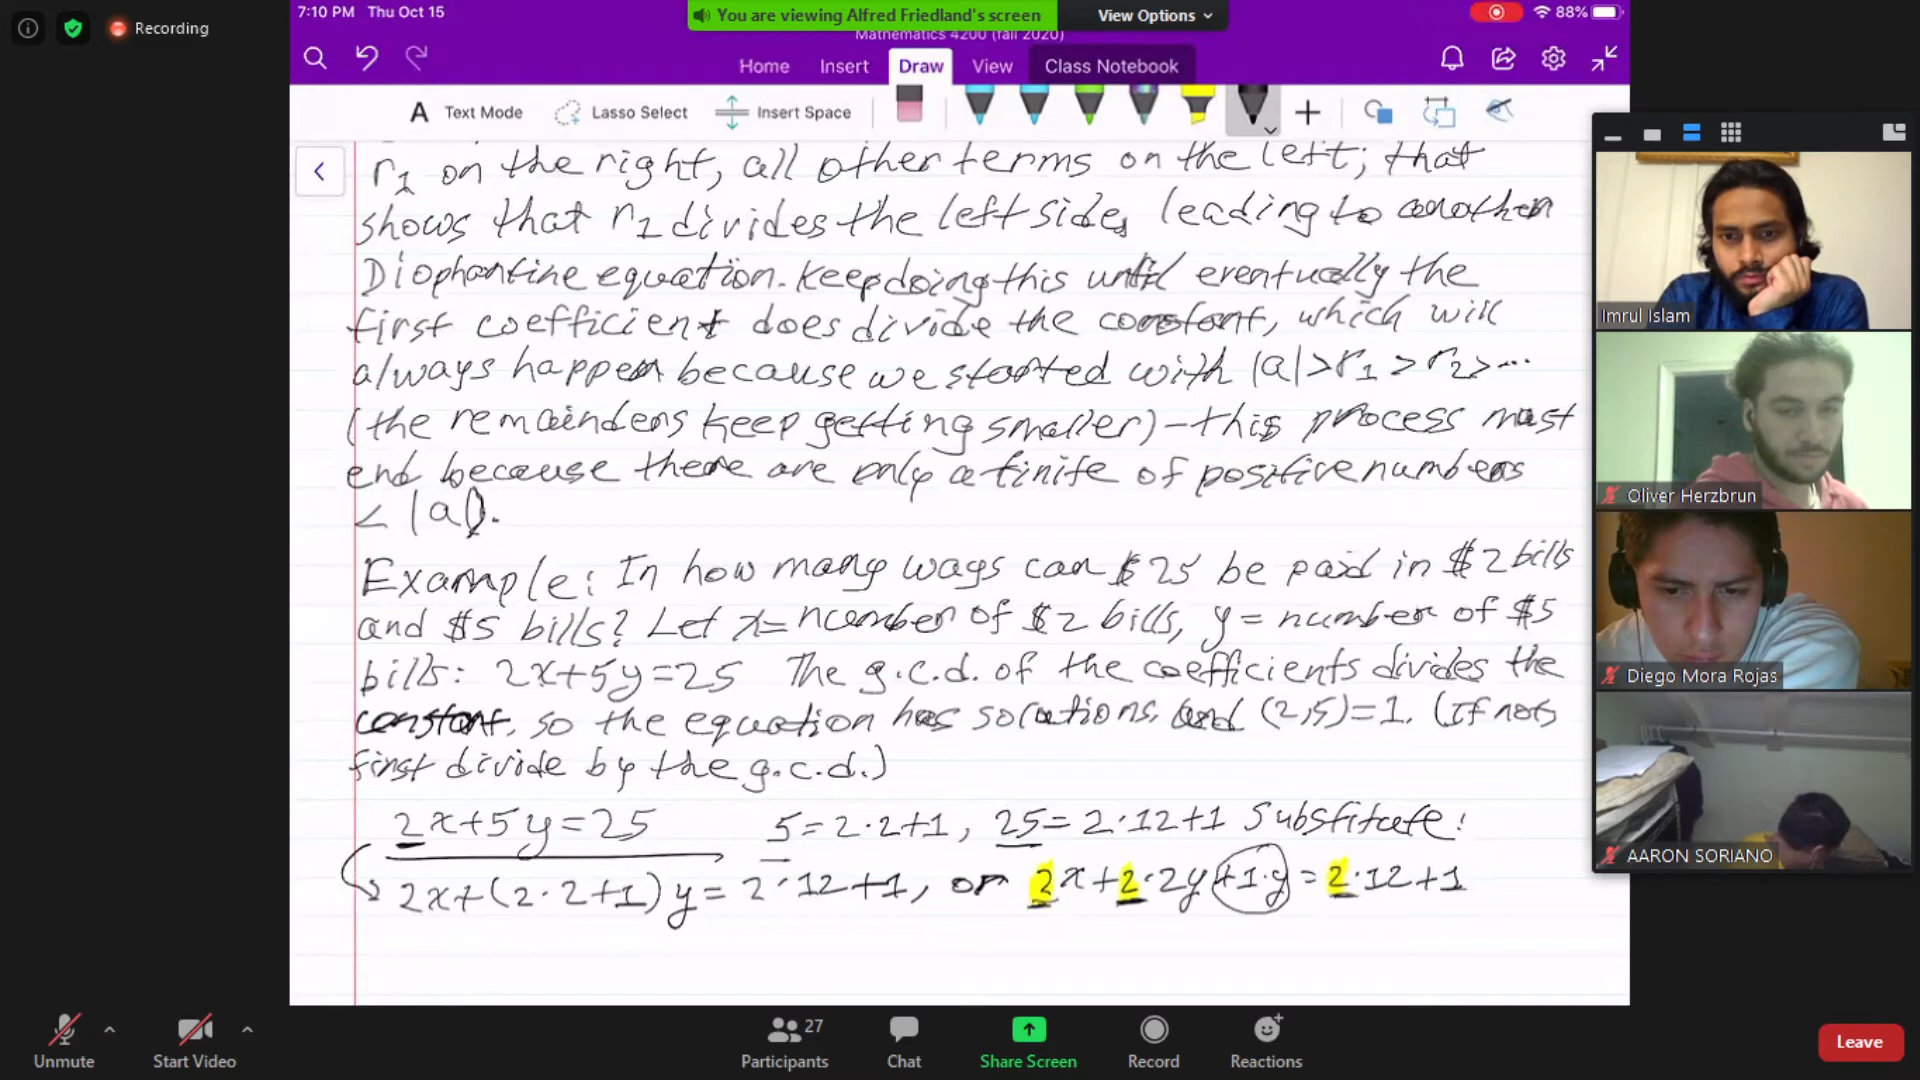 7:10 PM Thu Oct 15
You are viewing Alfred Friedland's screen
View Options
88%
Recording
Mathematics 4200 (fall 2020)
Home Insert Draw View Class Notebook
Text Mode Lasso Select Insert Space
r1 on the right, all other terms on the left; that
shows that r1 divides the left side, leading to another
Diophantine equation. Keep doing this until eventually the
first coefficient does divide the constant, which will
always happen because we started with |a|>r1>r2>...
(the remainders keep getting smaller) - this process must
end because there are only a finite of positive numbers
< |a|).
Example: In how many ways can $25 be paid in $2 bills
and $5 bills? Let x= number of $2 bills, y = number of $5
bills: 2x+5y=25 The g.c.d. of the coefficients divides the
constant, so the equation has solutions, and (2,5)=1. (If not,
first divide by the g.c.d.)
2x+5y=25 5=2·2+1, 25=2·12+1 Substitute:
2x+(2·2+1)y=2·12+1, or 2x+2·2y+1·y=2·12+1
Imrul Islam
Oliver Herzbrun
Diego Mora Rojas
AARON SORIANO
Unmute
Start Video
27
Participants
Chat
Share Screen
Record
Reactions
Leave